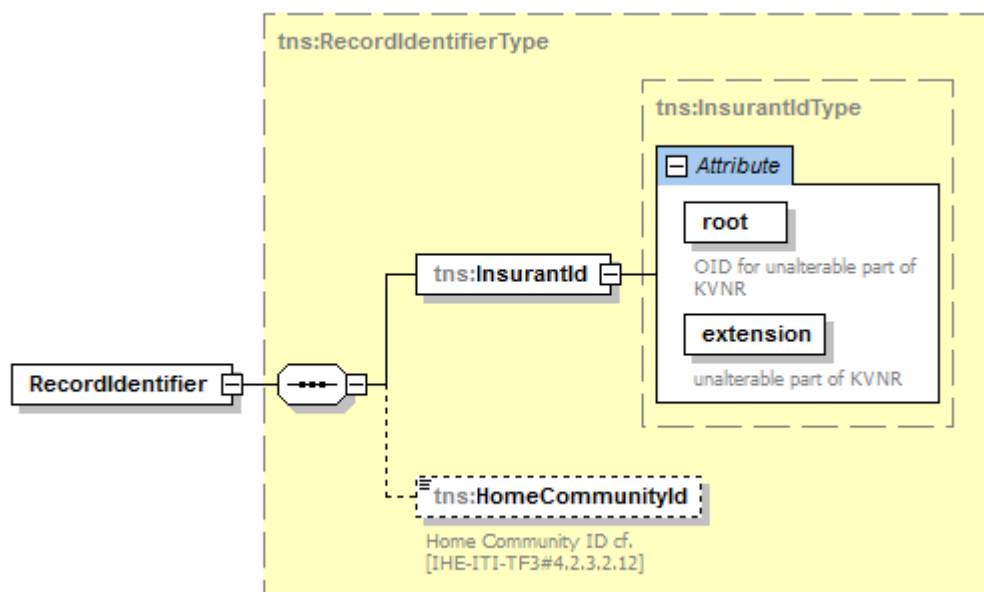 tns:RecordIdentifierType
tns:InsurantIdType
Attribute
root
OID for unalterable part of
KVNR
tns:InsurantId
extension
unalterable part of KVNR
RecordIdentifier
tns:HomeCommunityId
Home Community ID cf.
[IHE-ITI-TF3#4.2.3.2.12]